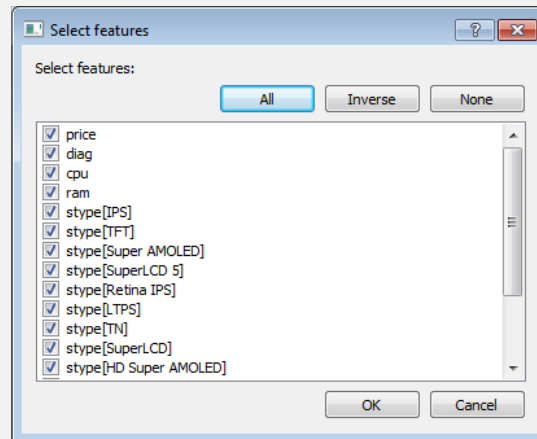 Select features
Select features:
All Inverse None
price
diag
cpu
ram
stype[IPS]
stype[TFT]
stype[Super AMOLED]
stype[SuperLCD 5]
stype[Retina IPS]
stype[LTPS]
stype[TN]
stype[SuperLCD]
stype[HD Super AMOLED]
OK Cancel